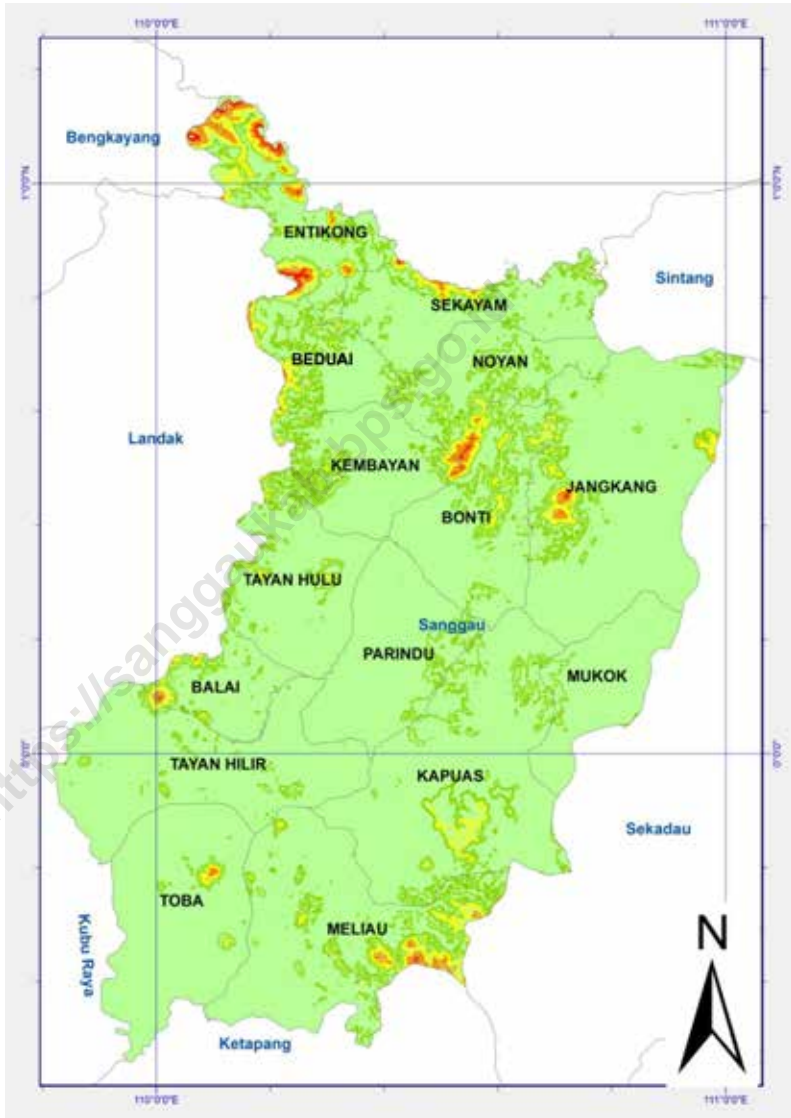 110°0'0"E
111°0'0"E
Bengkayang
1°0'0"N
1°0'0"N
ENTIKONG
Sintang
SEKAYAM
BEDUAI
NOYAN
Landak
KEMBAYAN
JANGKANG
BONTI
TAYAN HULU
Sanggau
PARINDU
MUKOK
BALAI
TAYAN HILIR
0°0'0"
0°0'0"
KAPUAS
Sekadau
TOBA
MELIAU
Kubu Raya
N
Ketapang
110°0'0"E
111°0'0"E
https://sanggaukab.bps.go.id